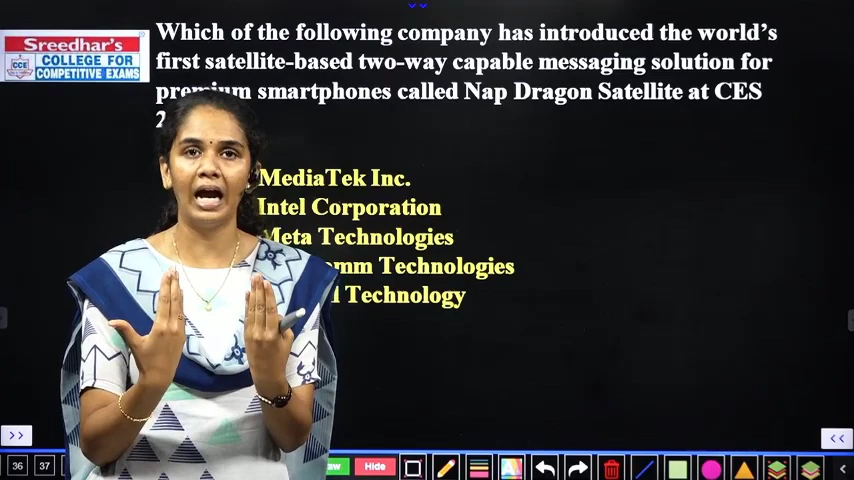 Sreedhar's
CCE
COLLEGE FOR
COMPETITIVE EXAMS
Which of the following company has introduced the world's
first satellite-based two-way capable messaging solution for
premium smartphones called Nap Dragon Satellite at CES
MediaTek Inc.
Intel Corporation
Meta Technologies
Technologies
Technology
>>
<<
36
37
Hide